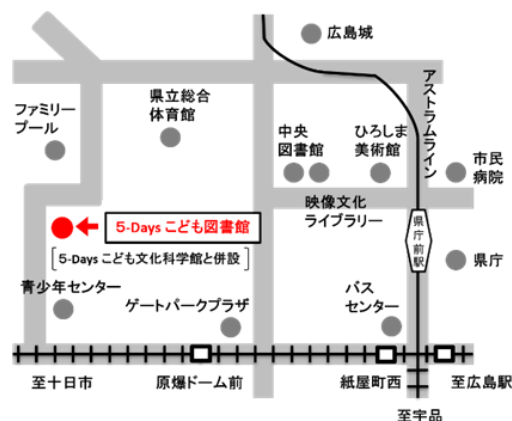 広島城
アストラムライン
ファミリー
プール
県立総合
体育館
中央
図書館
ひろしま
美術館
市民
病院
映像文化
ライブラリー
5-Days こども図書館
5-Days こども文化科学館と併設
県庁前駅
県庁
青少年センター
ゲートパークプラザ
バス
センター
至十日市
原爆ドーム前
紙屋町西
至広島駅
至宇品